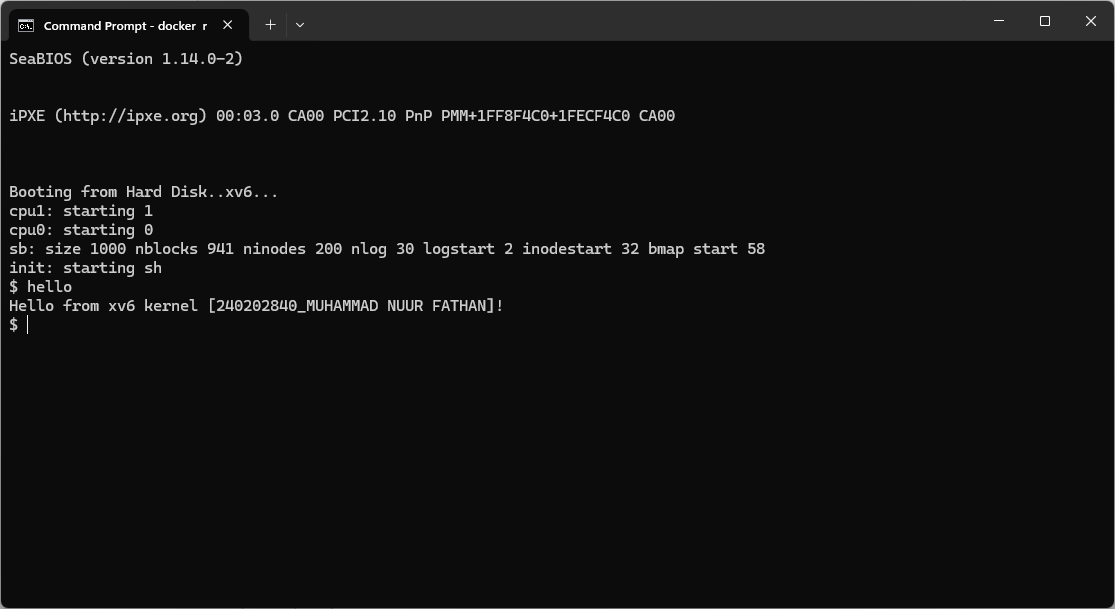 Command Prompt - docker r
SeaBIOS (version 1.14.0-2)
iPXE (http://ipxe.org) 00:03.0 CA00 PCI2.10 PnP PMM+1FF8F4C0+1FECF4C0 CA00
Booting from Hard Disk..xv6...
cpu1: starting 1
cpu0: starting 0
sb: size 1000 nblocks 941 ninodes 200 nlog 30 logstart 2 inodestart 32 bmap start 58
init: starting sh
$ hello
Hello from xv6 kernel [240202840_MUHAMMAD NUUR FATHAN]!
$